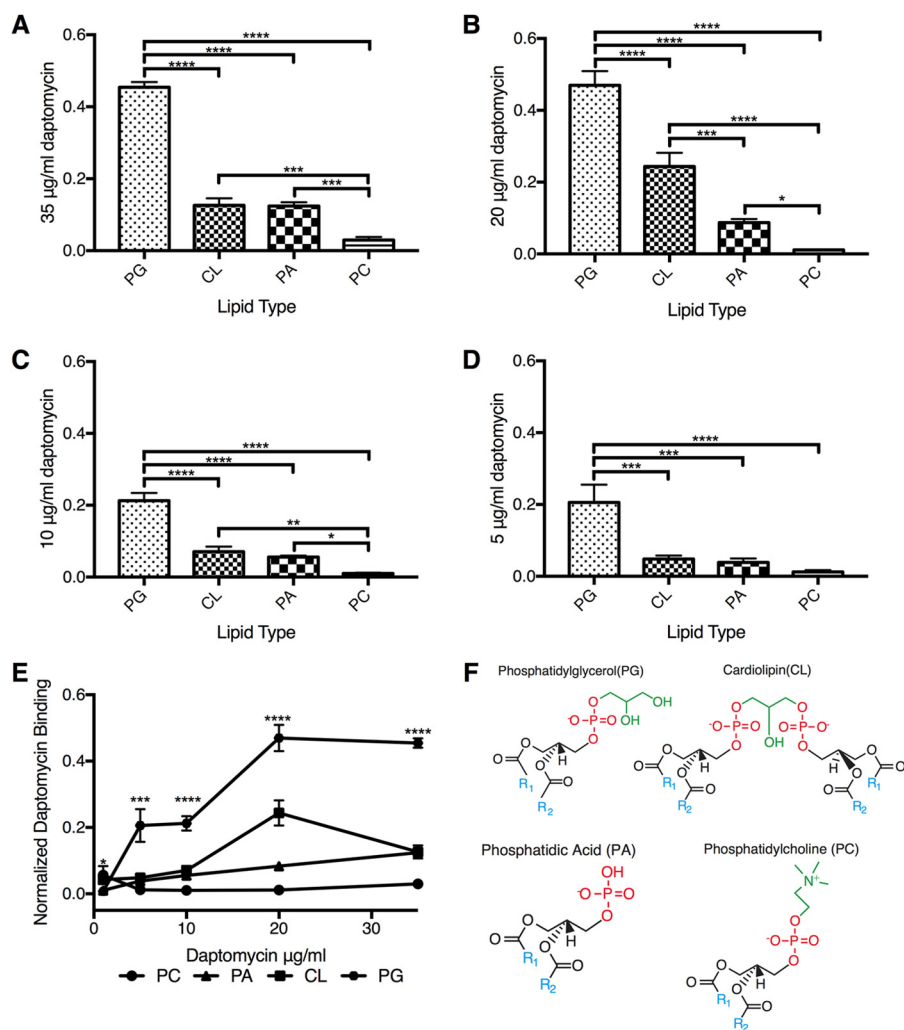 A
35 µg/ml daptomycin
0.6
0.4
0.2
0.0
****
****
****
***
***
PG
CL
PA
PC
Lipid Type
B
20 µg/ml daptomycin
0.6
0.4
0.2
0.0
****
****
****
****
***
*
PG
CL
PA
PC
Lipid Type
C
10 µg/ml daptomycin
0.6
0.4
0.2
0.0
****
****
****
**
*
PG
CL
PA
PC
Lipid Type
D
5 µg/ml daptomycin
0.6
0.4
0.2
0.0
****
***
***
PG
CL
PA
PC
Lipid Type
E
Normalized Daptomycin Binding
0.6
0.4
0.2
0.0
*
***
****
****
****
0
10
20
30
Daptomycin µg/ml
PC PA CL PG
F
Phosphatidylglycerol(PG)
O
OH
⁻O-P=O
OH
O
O
O
H
O
R₁
O
R₂
Cardiolipin(CL)
O
O
⁻O-P=O
OH
O=P-O⁻
O
O
O
O
H
H
O
O
R₁
O
O
O
R₁
R₂
R₂
Phosphatidic Acid (PA)
OH
⁻O-P=O
O
O
O
H
O
R₁
O
R₂
Phosphatidylcholine (PC)
N⁺
O
⁻O-P=O
O
O
O
H
O
R₁
O
R₂